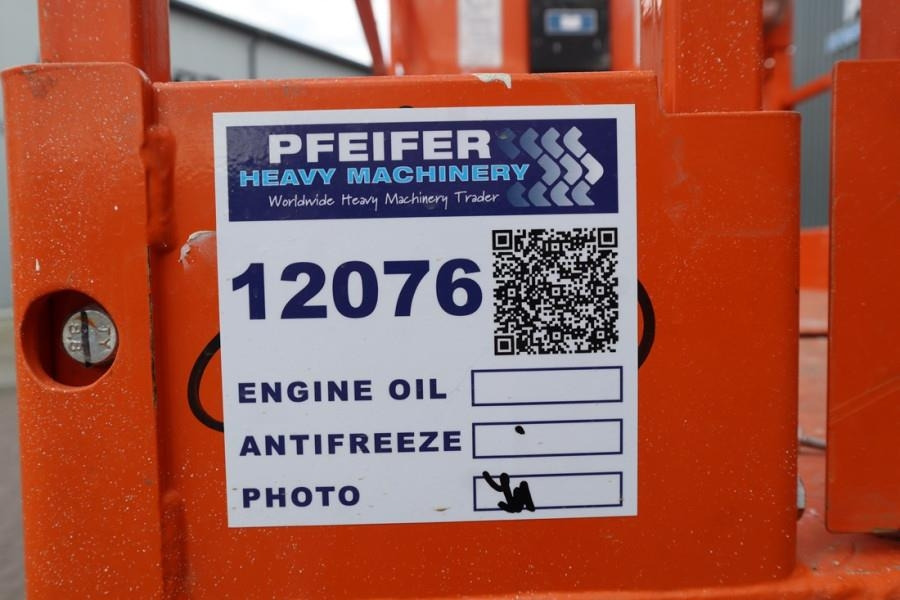 PFEIFER
HEAVY MACHINERY
Worldwide Heavy Machinery Trader
12076
ENGINE OIL
ANTIFREEZE
PHOTO